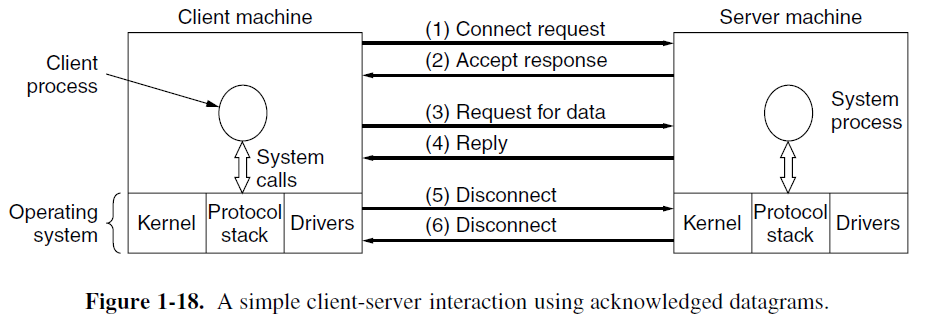 Client machine
Server machine
(1) Connect request
(2) Accept response
Client
process
(3) Request for data
System
process
(4) Reply
System
calls
(5) Disconnect
Operating
system
Kernel
Protocol
stack
Drivers
(6) Disconnect
Kernel
Protocol
stack
Drivers
Figure 1-18. A simple client-server interaction using acknowledged datagrams.